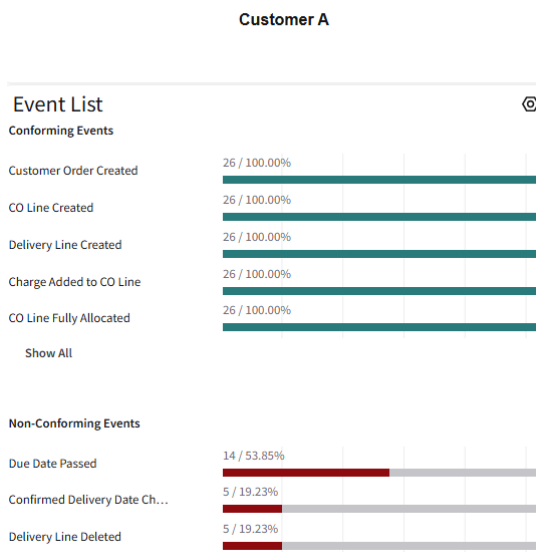 Customer A
Event List
Conforming Events
Customer Order Created 26 / 100.00%
CO Line Created 26 / 100.00%
Delivery Line Created 26 / 100.00%
Charge Added to CO Line 26 / 100.00%
CO Line Fully Allocated 26 / 100.00%
Show All
Non-Conforming Events
Due Date Passed 14 / 53.85%
Confirmed Delivery Date Ch... 5 / 19.23%
Delivery Line Deleted 5 / 19.23%